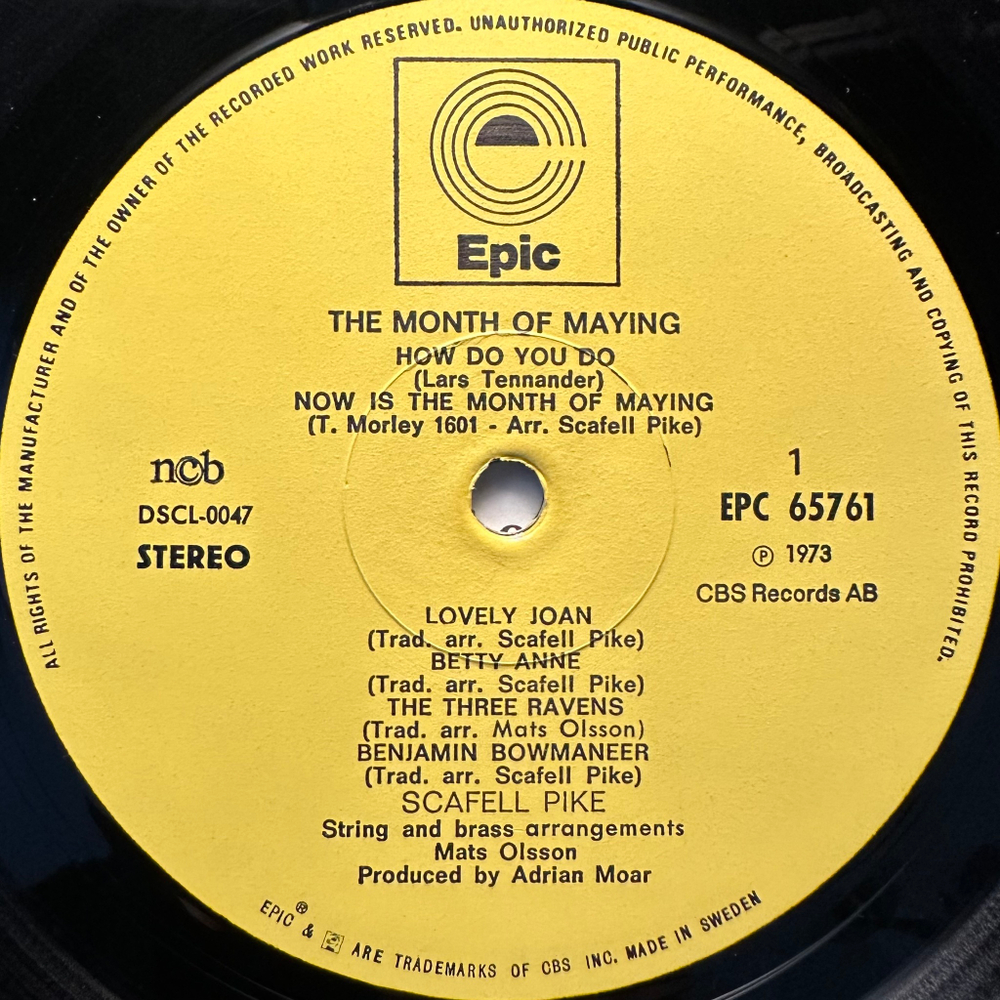 ALL RIGHTS OF THE MANUFACTURER AND OF THE OWNER OF THE RECORDED WORK RESERVED. UNAUTHORIZED PUBLIC PERFORMANCE, BROADCASTING AND COPYING OF THIS RECORD PROHIBITED.
e
Epic
THE MONTH OF MAYING
HOW DO YOU DO
(Lars Tennander)
NOW IS THE MONTH OF MAYING
(T. Morley 1601 - Arr. Scafell Pike)
ncb
DSCL-0047
STEREO
1
EPC 65761
Ⓟ 1973
CBS Records AB
LOVELY JOAN
(Trad. arr. Scafell Pike)
BETTY ANNE
(Trad. arr. Scafell Pike)
THE THREE RAVENS
(Trad. arr. Mats Olsson)
BENJAMIN BOWMANEER
(Trad. arr. Scafell Pike)
SCAFELL PIKE
String and brass arrangements
Mats Olsson
Produced by Adrian Moar
EPIC® & ARE TRADEMARKS OF CBS INC. MADE IN SWEDEN